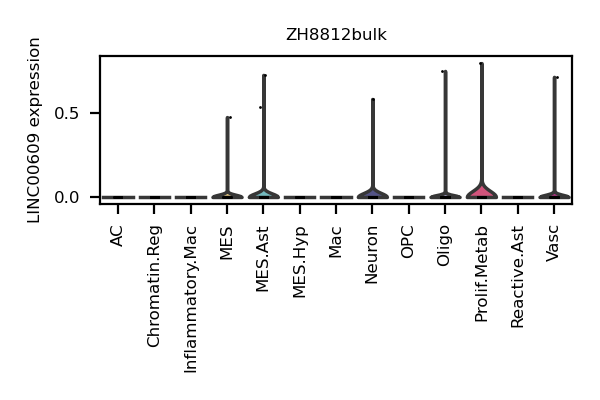 ZH8812bulk
LINC00609 expression
0.5
0.0
AC
Chromatin.Reg
Inflammatory.Mac
MES
MES.Ast
MES.Hyp
Mac
Neuron
OPC
Oligo
Prolif.Metab
Reactive.Ast
Vasc